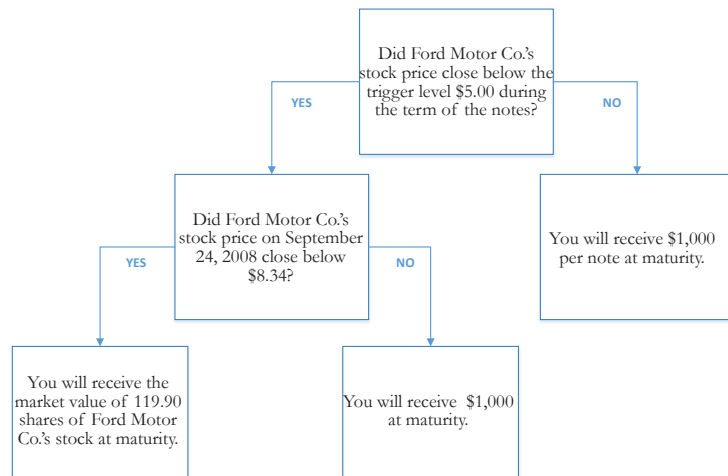 Did Ford Motor Co.'s
stock price close below the
trigger level $5.00 during
the term of the notes?
YES
NO
Did Ford Motor Co.'s
stock price on September
24, 2008 close below
$8.34?
You will receive $1,000
per note at maturity.
YES
NO
You will receive the
market value of 119.90
shares of Ford Motor
Co.'s stock at maturity.
You will receive $1,000
at maturity.